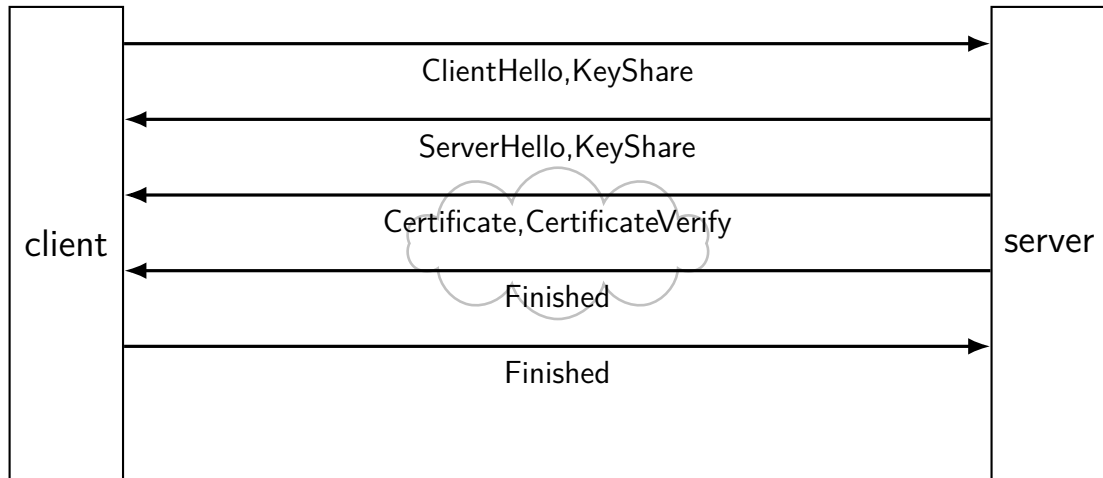 ClientHello,KeyShare
ServerHello,KeyShare
Certificate,CertificateVerify
client
server
Finished
Finished